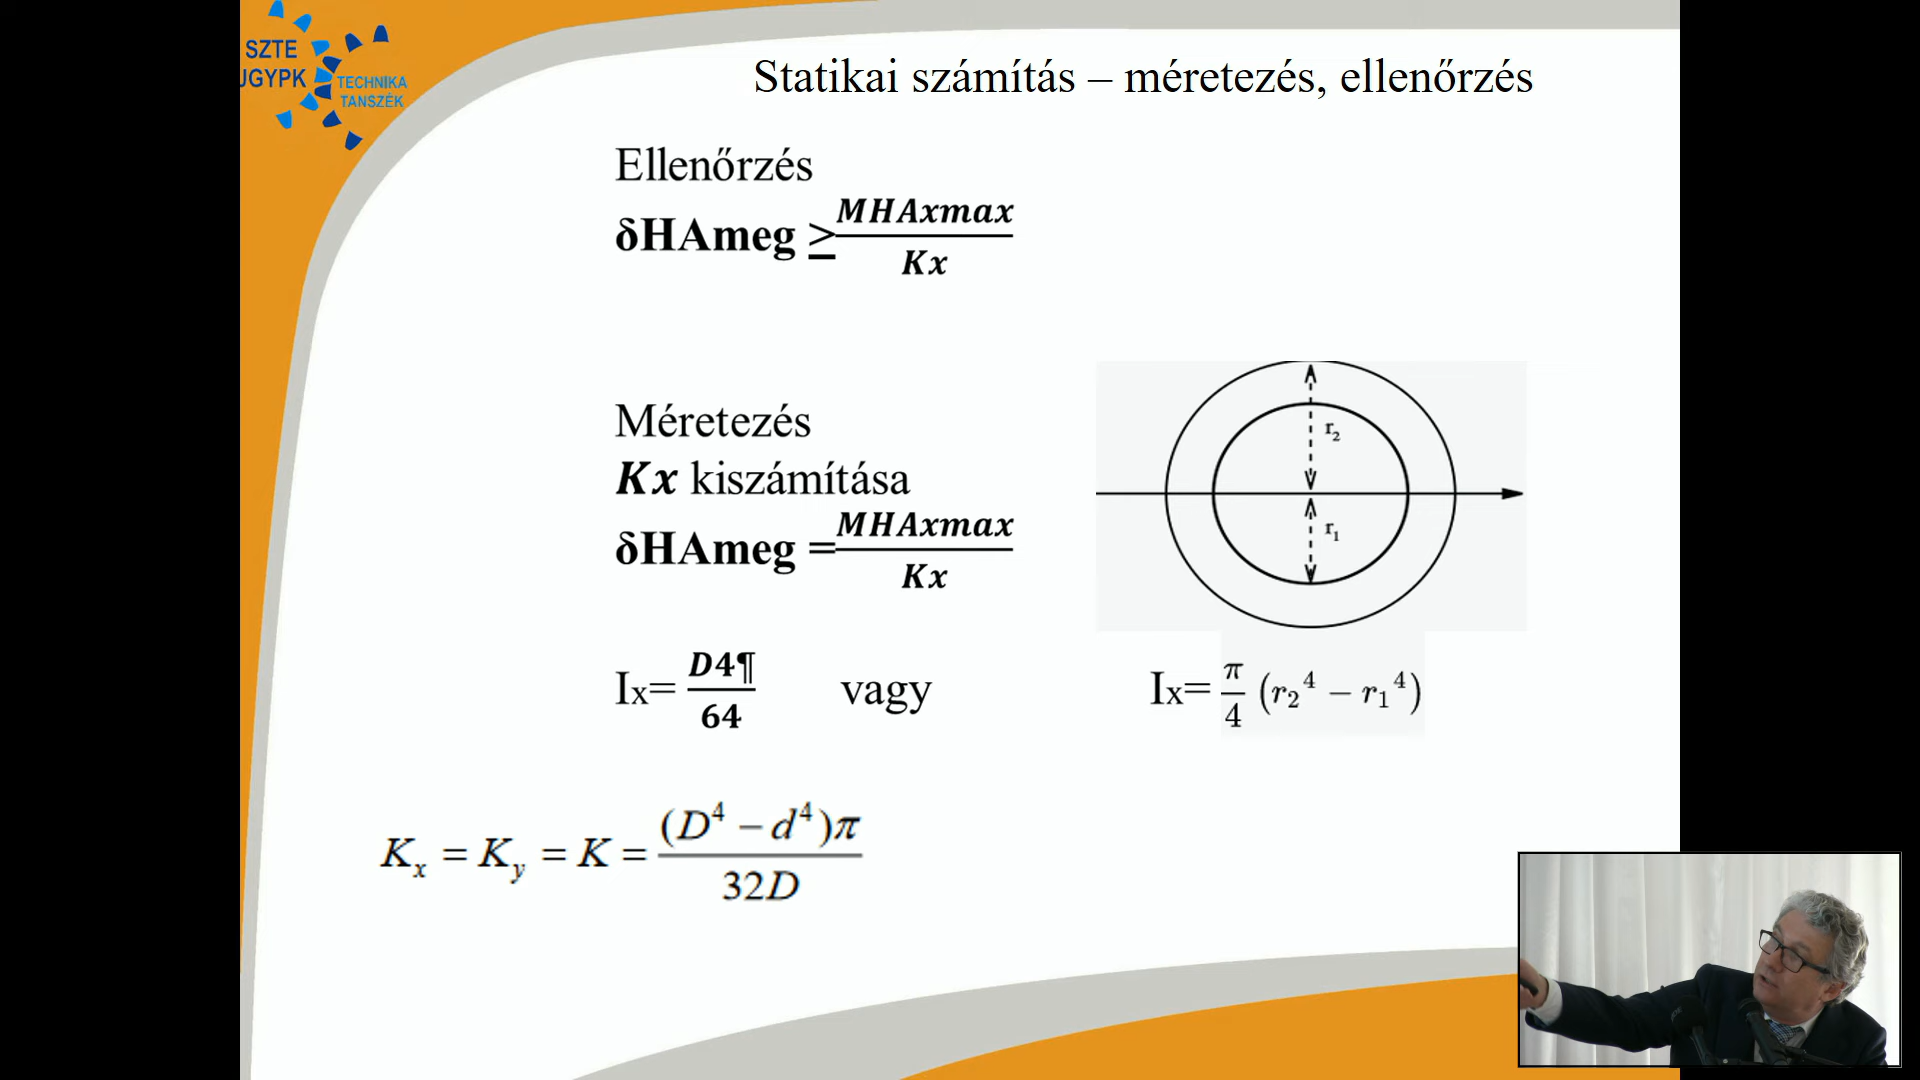 SZTE
JGYPK
TECHNIKA
TANSZÉK
Statikai számítás – méretezés, ellenőrzés
Ellenőrzés
δHAmeg ≥ MHAxmax / Kx
Méretezés
Kx kiszámítása
δHAmeg = MHAxmax / Kx
r₂
r₁
Ix= D4¶ / 64 vagy Ix= π/4 (r₂⁴ − r₁⁴)
Kₓ = Kᵧ = K = (D⁴ − d⁴)π / 32D